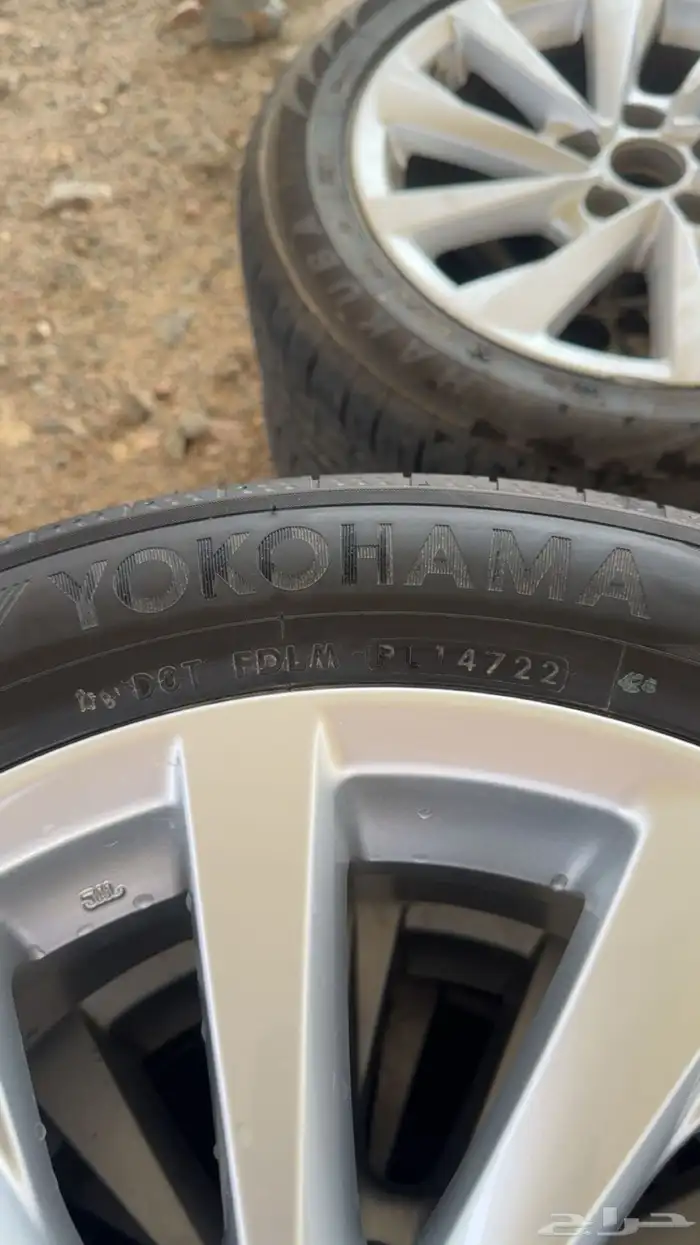 YOKOHAMA
DOT FDLM PL 4722
حراج